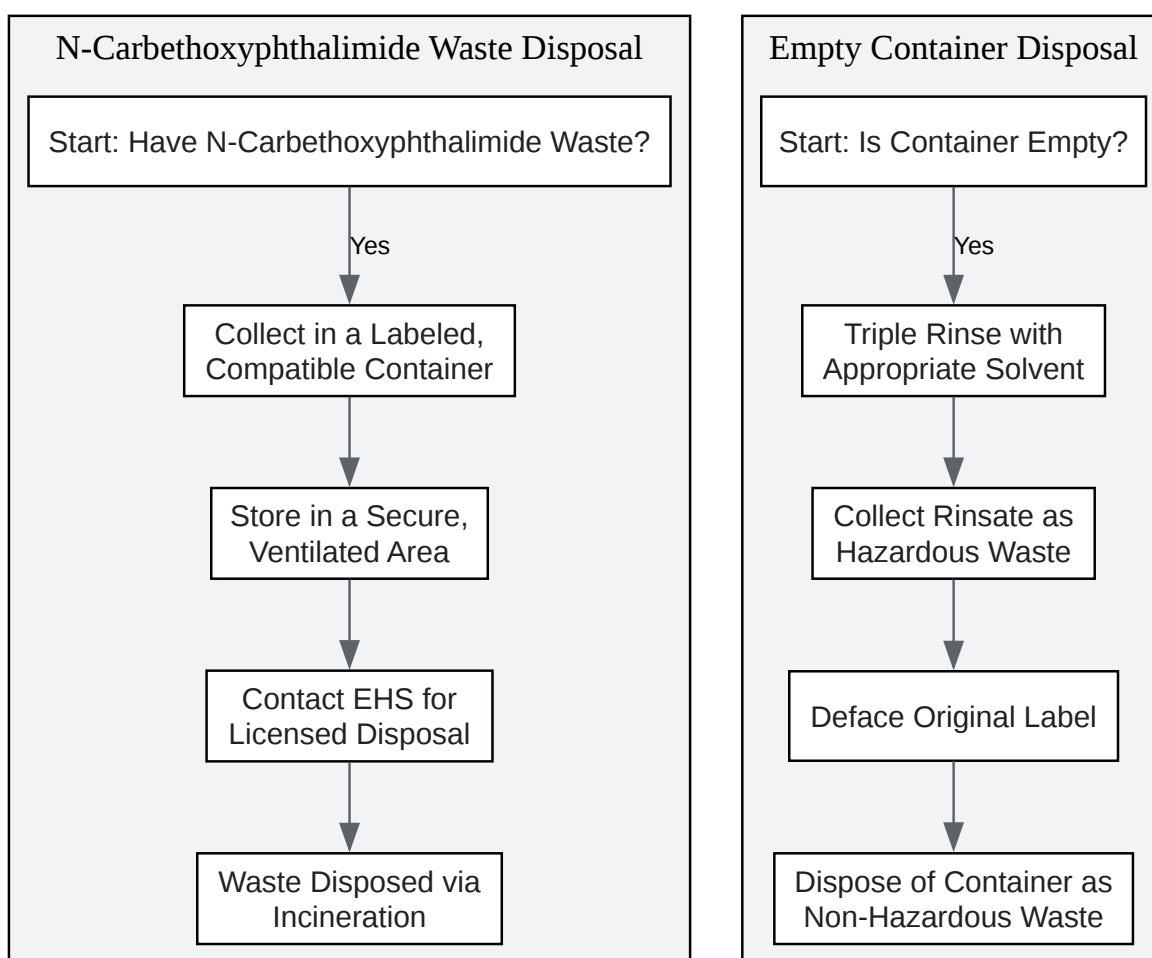 N-Carbethoxyphthalimide Waste Disposal
Start: Have N-Carbethoxyphthalimide Waste?
Yes
Collect in a Labeled,
Compatible Container
Store in a Secure,
Ventilated Area
Contact EHS for
Licensed Disposal
Waste Disposed via
Incineration
Empty Container Disposal
Start: Is Container Empty?
Yes
Triple Rinse with
Appropriate Solvent
Collect Rinsate as
Hazardous Waste
Deface Original Label
Dispose of Container as
Non-Hazardous Waste